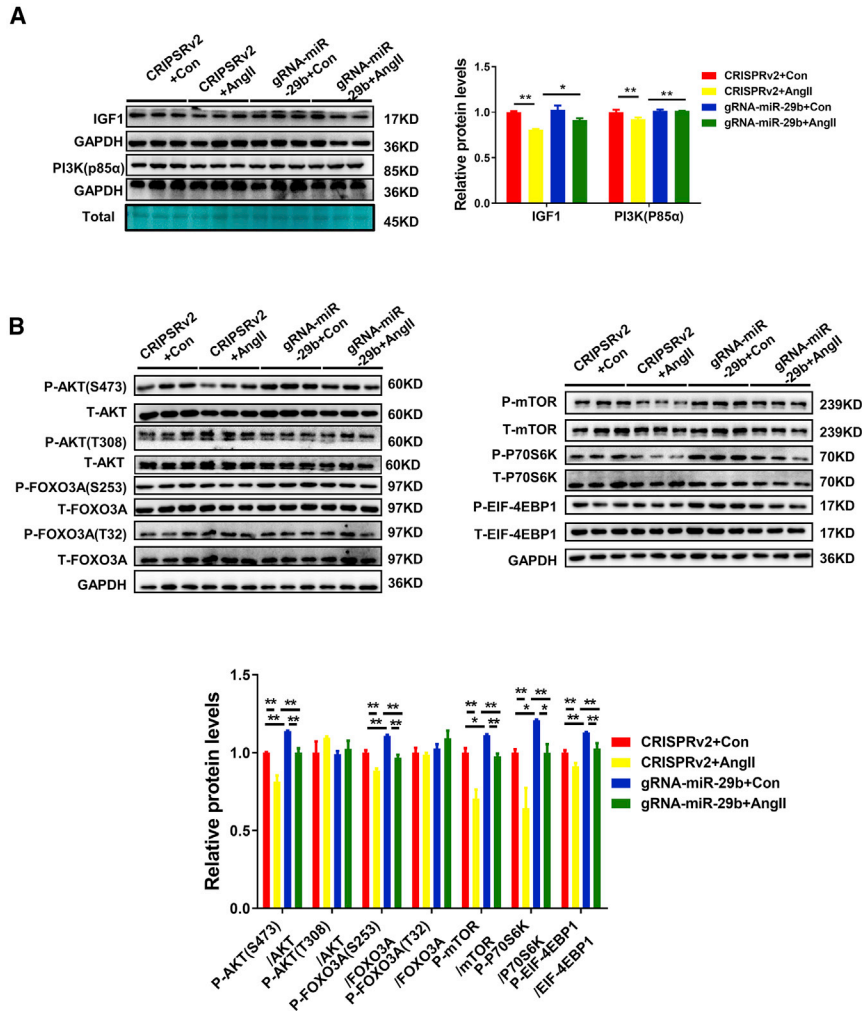 A
CRIPSRv2
+Con
CRIPSRv2
+AngII
gRNA-miR
-29b+Con
gRNA-miR
-29b+AngII
IGF1
17KD
GAPDH
36KD
PI3K(p85α)
85KD
GAPDH
36KD
Total
45KD
Relative protein levels
1.5
1.0
0.5
0.0
**
*
**
**
IGF1
PI3K(P85α)
CRISPRv2+Con
CRISPRv2+AngII
gRNA-miR-29b+Con
gRNA-miR-29b+AngII
B
CRIPSRv2
+Con
CRIPSRv2
+AngII
gRNA-miR
-29b+Con
gRNA-miR
-29b+AngII
P-AKT(S473)
60KD
T-AKT
60KD
P-AKT(T308)
60KD
T-AKT
60KD
P-FOXO3A(S253)
97KD
T-FOXO3A
97KD
P-FOXO3A(T32)
97KD
T-FOXO3A
97KD
GAPDH
36KD
CRIPSRv2
+Con
CRIPSRv2
+AngII
gRNA-miR
-29b+Con
gRNA-miR
-29b+AngII
P-mTOR
239KD
T-mTOR
239KD
P-P70S6K
70KD
T-P70S6K
70KD
P-EIF-4EBP1
17KD
T-EIF-4EBP1
17KD
GAPDH
36KD
Relative protein levels
1.5
1.0
0.5
0.0
** **
** **
** **
** **
** **
* **
** **
* *
** **
** **
P-AKT(S473)
/AKT
P-AKT(T308)
/AKT
P-FOXO3A(S253)
/FOXO3A
P-FOXO3A(T32)
/FOXO3A
P-mTOR
/mTOR
P-P70S6K
/P70S6K
P-EIF-4EBP1
/EIF-4EBP1
CRISPRv2+Con
CRISPRv2+AngII
gRNA-miR-29b+Con
gRNA-miR-29b+AngII